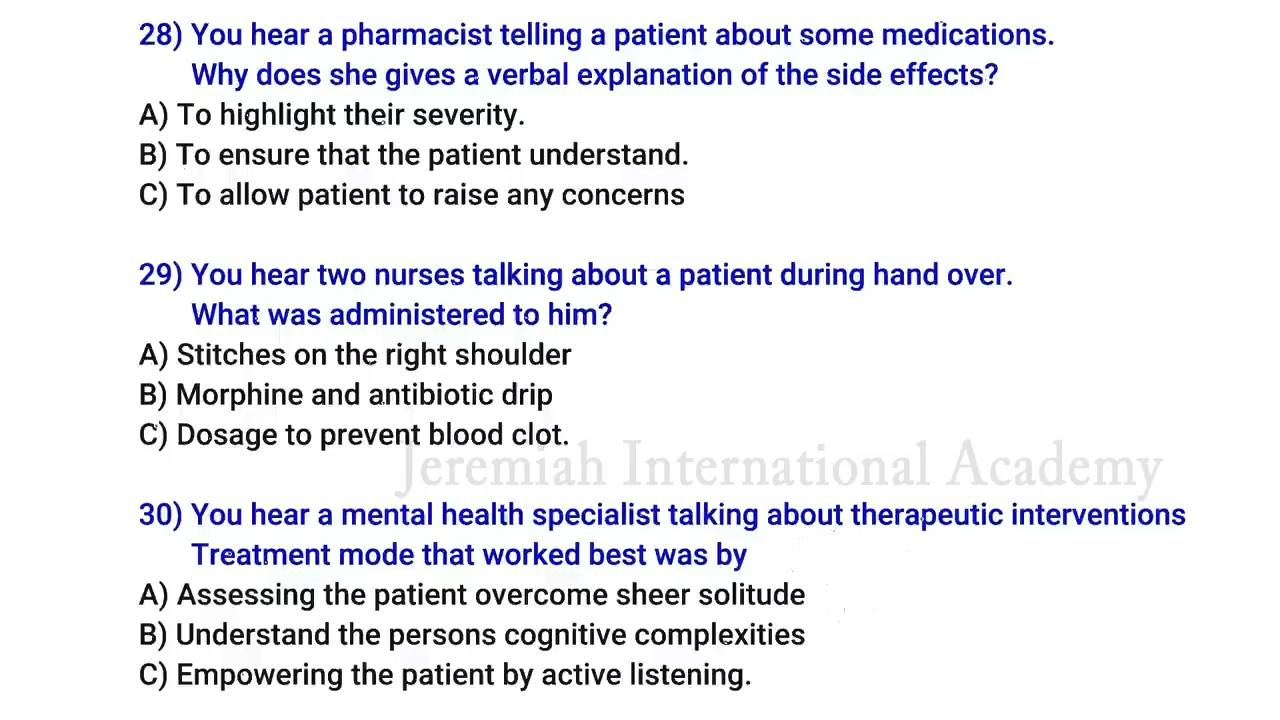 28) You hear a pharmacist telling a patient about some medications.
Why does she gives a verbal explanation of the side effects?
A) To highlight their severity.
B) To ensure that the patient understand.
C) To allow patient to raise any concerns
29) You hear two nurses talking about a patient during hand over.
What was administered to him?
A) Stitches on the right shoulder
B) Morphine and antibiotic drip
C) Dosage to prevent blood clot.
Jeremiah International Academy
30) You hear a mental health specialist talking about therapeutic interventions
Treatment mode that worked best was by
A) Assessing the patient overcome sheer solitude
B) Understand the persons cognitive complexities
C) Empowering the patient by active listening.